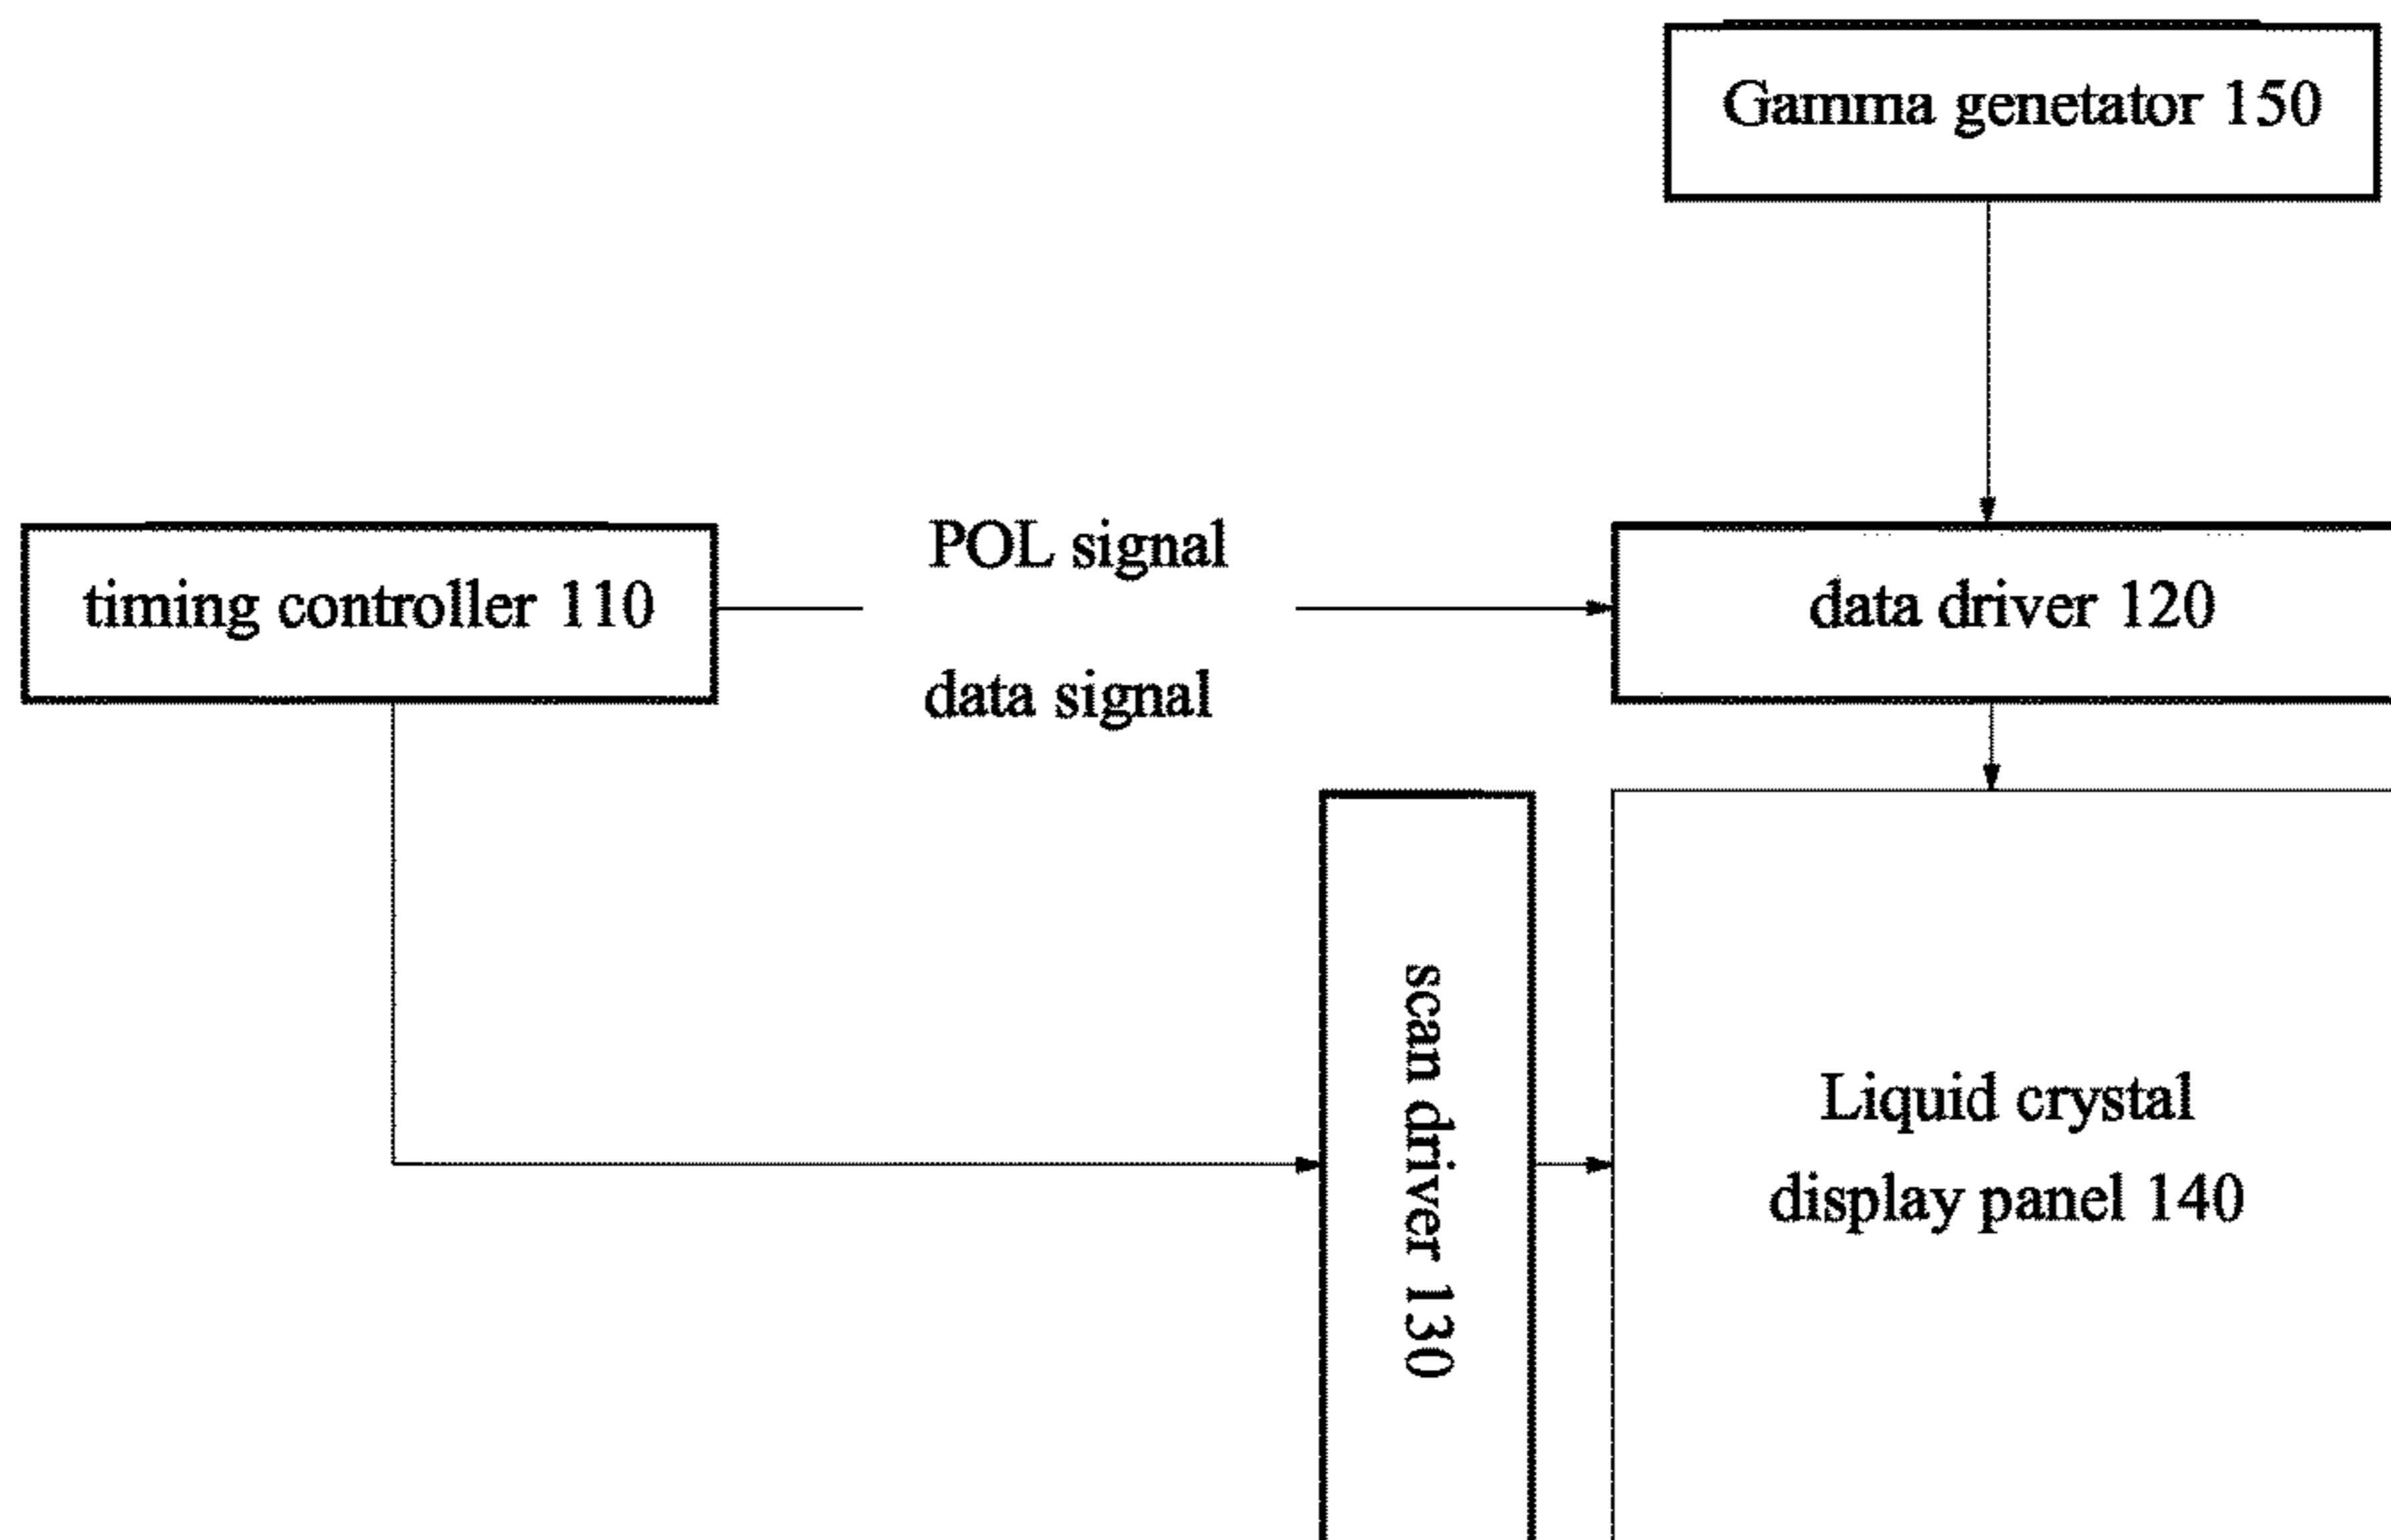 Gamma genetator 150
POL signal
timing controller 110
data driver 120
data signal
scan driver 130
Liquid crystal
display panel 140